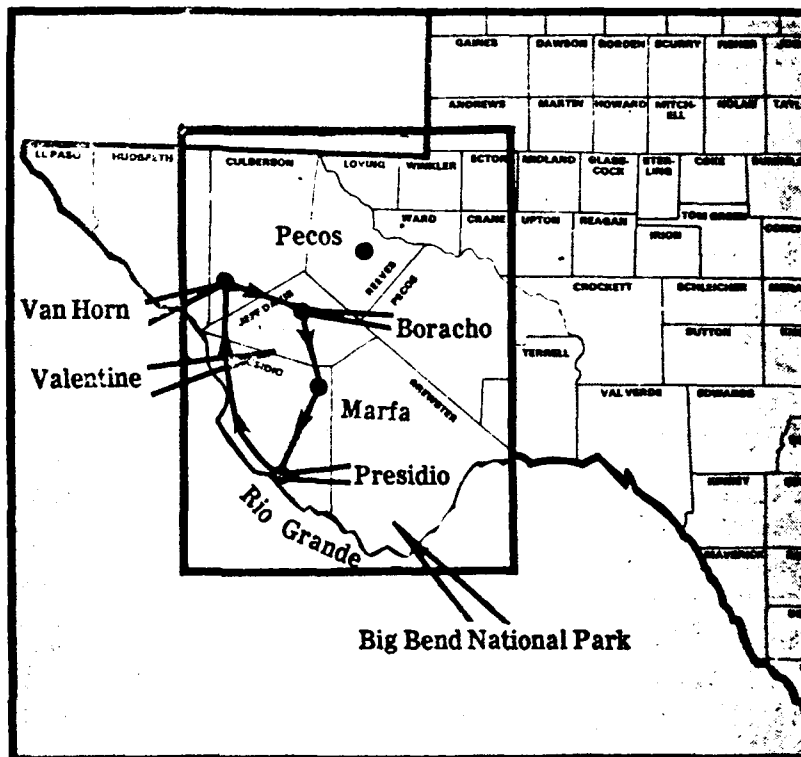 GAINES
DAWSON
BORDEN
SCURRY
FISHER
ANDREWS
MARTIN
HOWARD
MITCH-
ELL
NOLAN
EL PASO
HUDSPETH
CULBERSON
LOVING
WINKLER
ECTOR
MIDLAND
GLASS-
COCK
STER-
LING
COKE
WARD
CRANE
UPTON
REAGAN
TOM GREEN
IRION
Pecos
REEVES
PECOS
CROCKETT
SCHLEICHER
Van Horn
JEFF DAVIS
Boracho
SUTTON
TERRELL
Valentine
SIDIO
BREWSTER
VAL VERDE
EDWARDS
Marfa
Presidio
KINNEY
Rio Grande
MAVERICK
Big Bend National Park